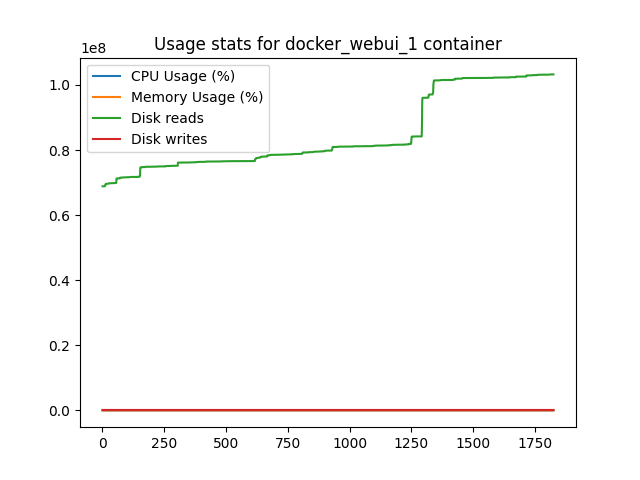 Usage stats for docker_webui_1 container
1e8
CPU Usage (%)
Memory Usage (%)
Disk reads
Disk writes
1.0
0.8
0.6
0.4
0.2
0.0
0 250 500 750 1000 1250 1500 1750